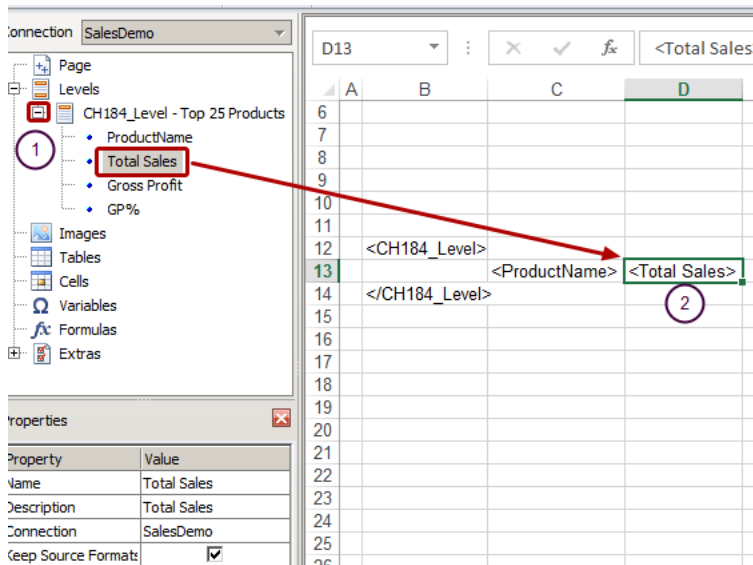 Connection SalesDemo
Page
Levels
CH184_Level - Top 25 Products
1
ProductName
Total Sales
Gross Profit
GP%
Images
Tables
Cells
Ω Variables
fx Formulas
Extras
Properties
Property Value
Name Total Sales
Description Total Sales
Connection SalesDemo
Keep Source Formats
D13 fx <Total Sales
A B C D
6
7
8
9
10
11
12 <CH184_Level>
13 <ProductName> <Total Sales>
14 </CH184_Level> 2
15
16
17
18
19
20
21
22
23
24
25
26